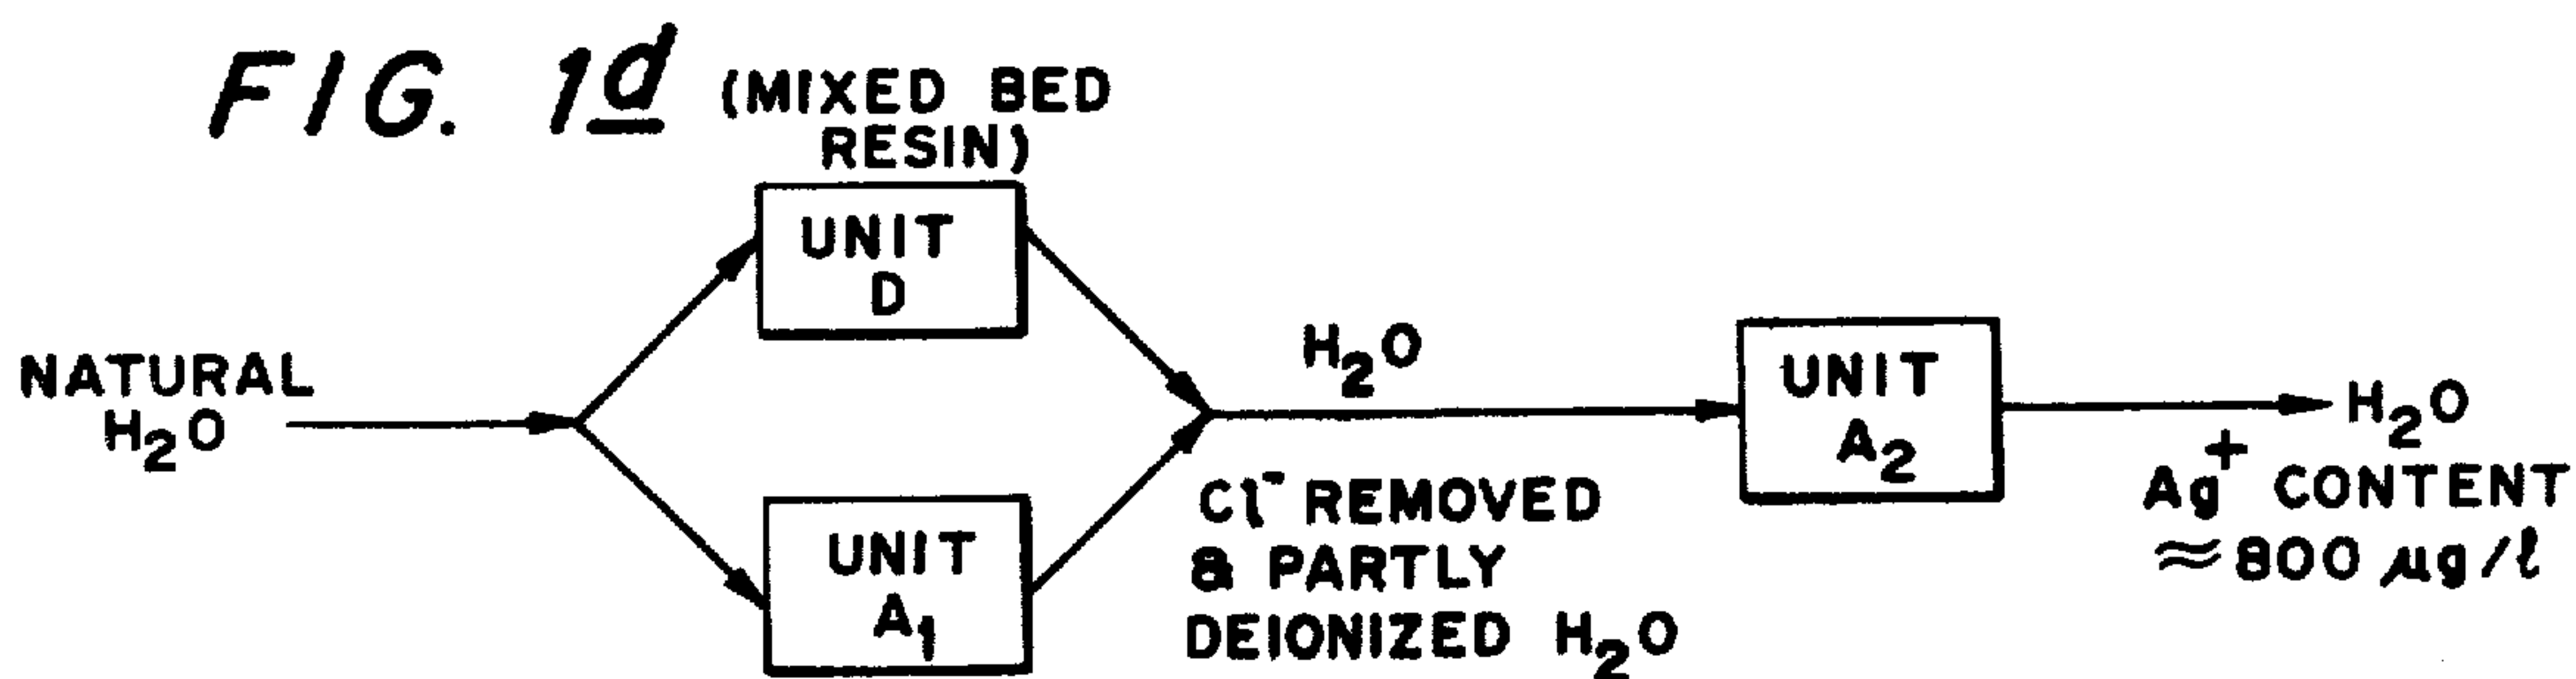 FIG. 1d
(MIXED BED
RESIN)
UNIT
D
NATURAL
H₂O
UNIT
A₁
H₂O
Cl⁻ REMOVED
& PARTLY
DEIONIZED H₂O
UNIT
A₂
H₂O
Ag⁺ CONTENT
≈800 µg/l